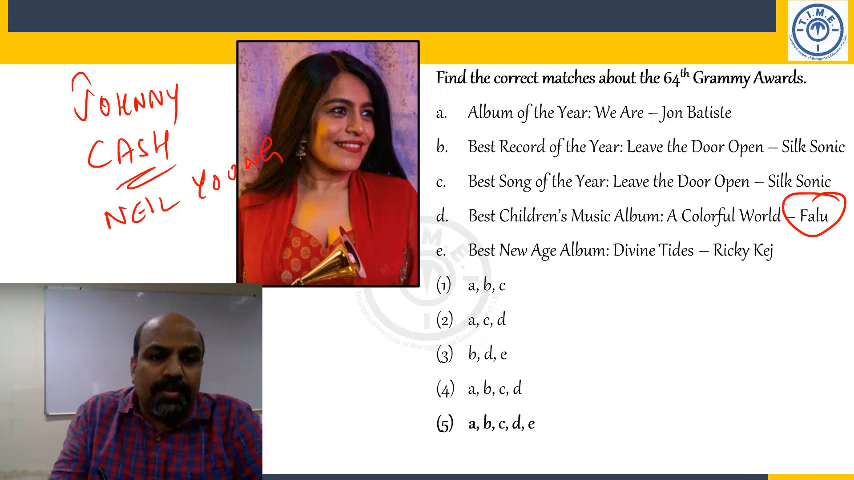 T.I.M.E.
JOHNNY
CASH
NEIL YOUNG
Find the correct matches about the 64th Grammy Awards.
a. Album of the Year: We Are – Jon Batiste
b. Best Record of the Year: Leave the Door Open – Silk Sonic
c. Best Song of the Year: Leave the Door Open – Silk Sonic
d. Best Children's Music Album: A Colorful World – Falu
e. Best New Age Album: Divine Tides – Ricky Kej
(1) a, b, c
(2) a, c, d
(3) b, d, e
(4) a, b, c, d
(5) a, b, c, d, e